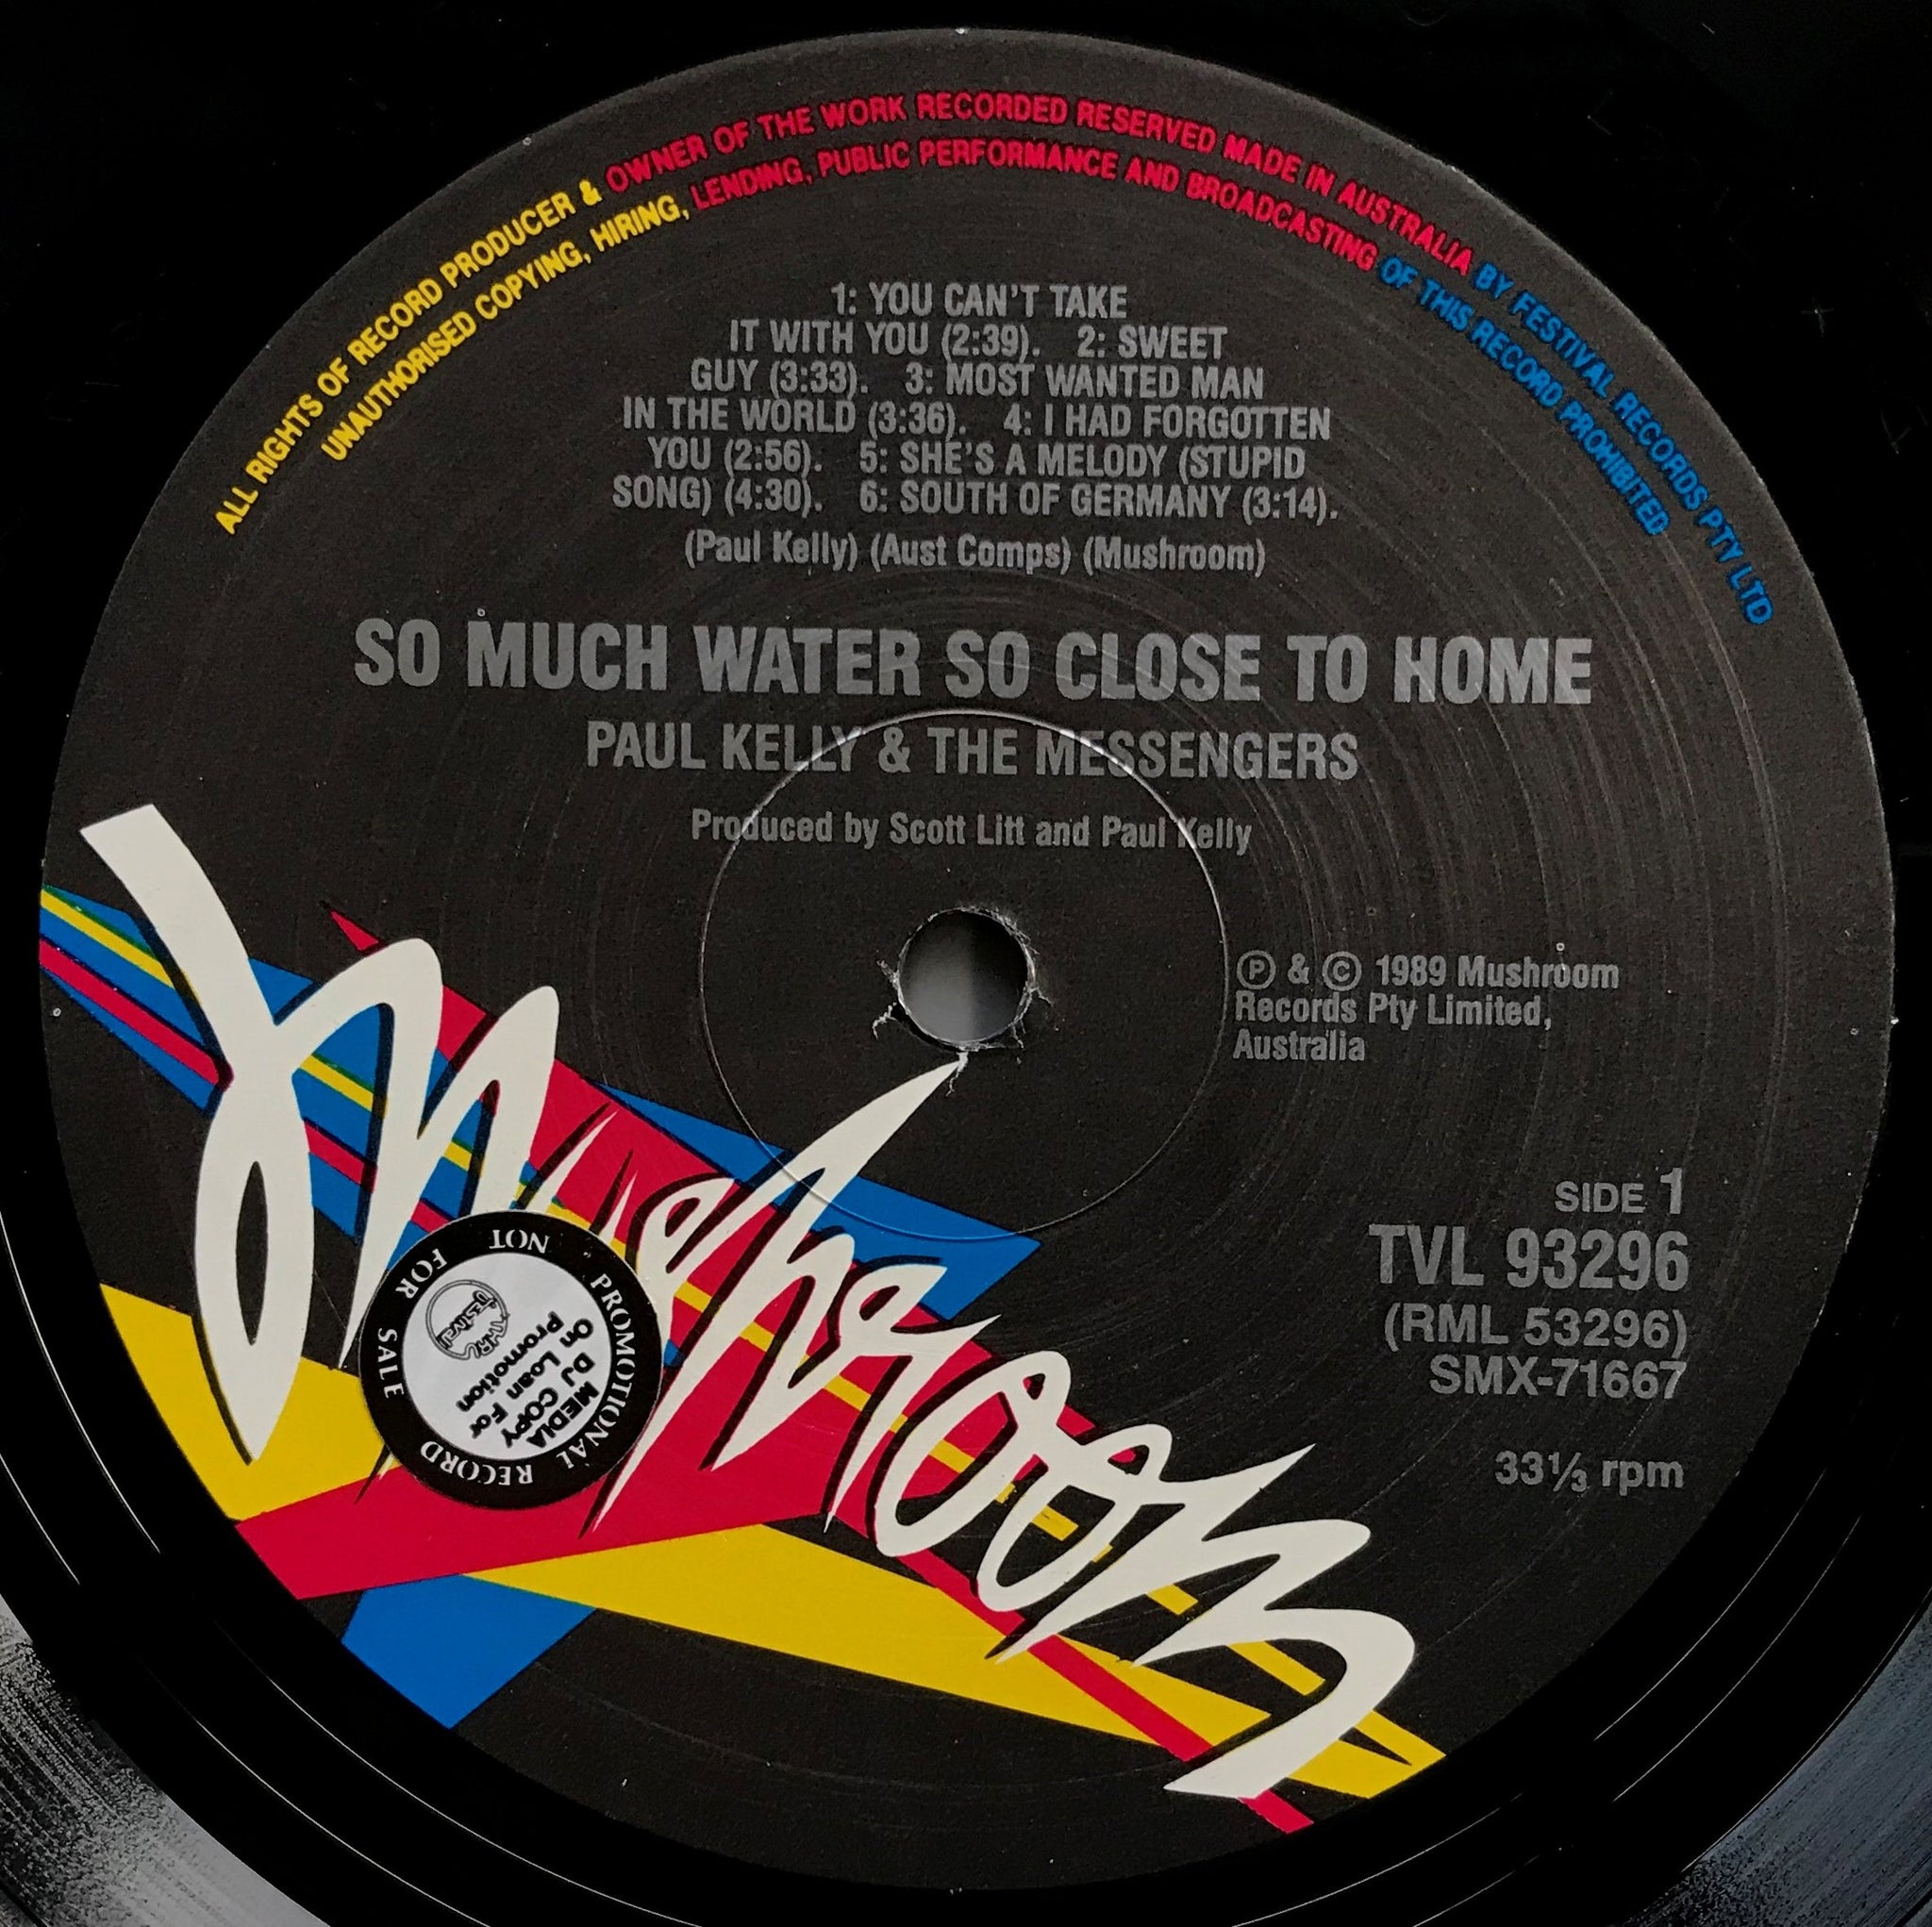 ALL RIGHTS OF RECORD PRODUCER & OWNER OF THE WORK RECORDED RESERVED MADE IN AUSTRALIA BY FESTIVAL RECORDS PTY LTD
UNAUTHORISED COPYING, HIRING, LENDING, PUBLIC PERFORMANCE AND BROADCASTING OF THIS RECORD PROHIBITED
1: YOU CAN'T TAKE
IT WITH YOU (2:39). 2: SWEET
GUY (3:33). 3: MOST WANTED MAN
IN THE WORLD (3:36). 4: I HAD FORGOTTEN
YOU (2:56). 5: SHE'S A MELODY (STUPID
SONG) (4:30). 6: SOUTH OF GERMANY (3:14).
(Paul Kelly) (Aust Comps) (Mushroom)
SO MUCH WATER SO CLOSE TO HOME
PAUL KELLY & THE MESSENGERS
Produced by Scott Litt and Paul Kelly
Ⓟ & © 1989 Mushroom
Records Pty Limited,
Australia
SIDE 1
TVL 93296
(RML 53296)
SMX-71667
33⅓ rpm
Mushroom
PROMOTIONAL RECORD
NOT FOR SALE
Festival
MEDIA
DJ COPY
On Loan For
Promotion